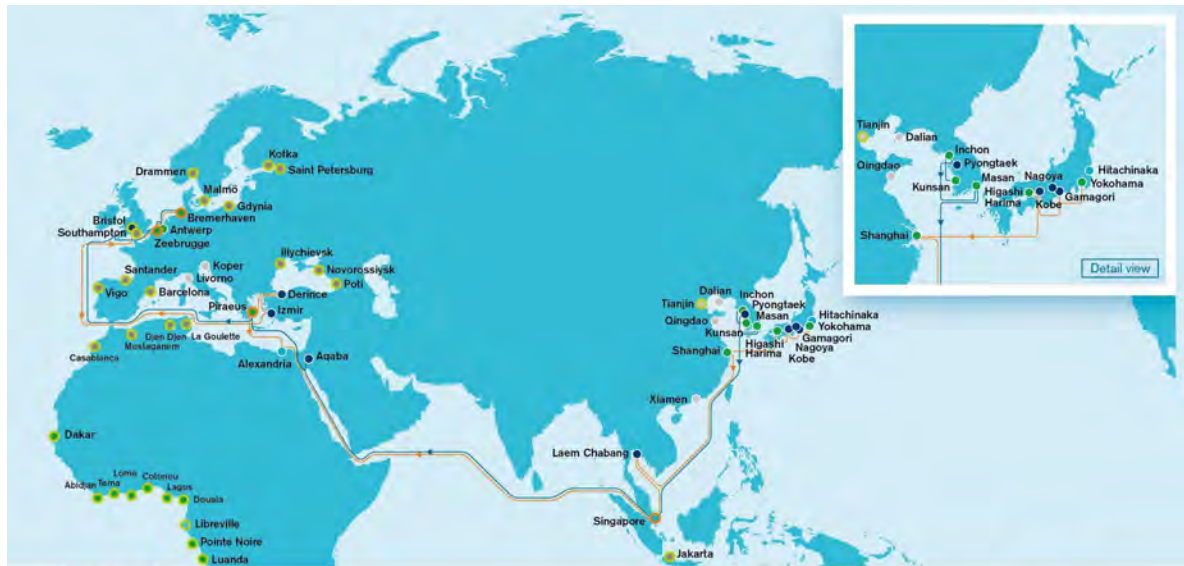 Kotka
Drammen
Saint Petersburg
Malmö
Gdynia
Bristol
Bremerhaven
Southampton
Antwerp
Zeebrugge
Illychievsk
Koper
Novorossiysk
Santander
Livorno
Poti
Vigo
Barcelona
Derince
Piraeus
Izmir
Djen Djen
La Goulette
Mostaganem
Casablanca
Alexandria
Aqaba
Dakar
Lome
Cotonou
Abidjan
Tema
Lagos
Douala
Libreville
Pointe Noire
Luanda
Dalian
Inchon
Tianjin
Pyongtaek
Hitachinaka
Qingdao
Masan
Yokohama
Kunsan
Gamagori
Higashi
Harima
Nagoya
Kobe
Shanghai
Xiamen
Laem Chabang
Singapore
Jakarta
Tianjin
Dalian
Inchon
Pyongtaek
Qingdao
Masan
Nagoya
Hitachinaka
Kunsan
Higashi
Harima
Yokohama
Gamagori
Kobe
Shanghai
Detail view